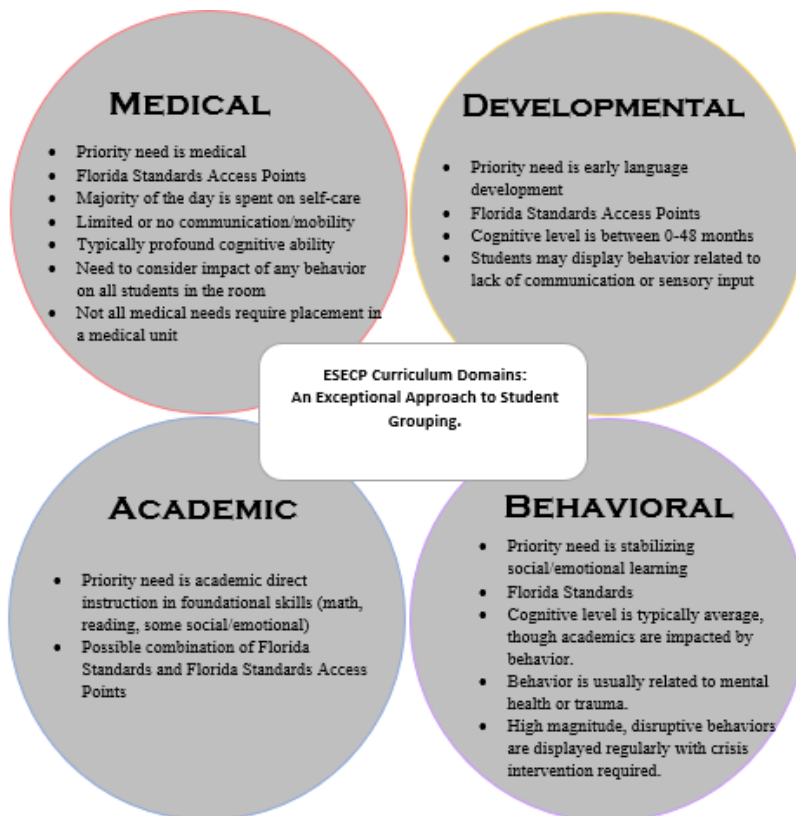 MEDICAL
• Priority need is medical
• Florida Standards Access Points
• Majority of the day is spent on self-care
• Limited or no communication/mobility
• Typically profound cognitive ability
• Need to consider impact of any behavior
on all students in the room
• Not all medical needs require placement in
a medical unit
DEVELOPMENTAL
• Priority need is early language
development
• Florida Standards Access Points
• Cognitive level is between 0-48 months
• Students may display behavior related to
lack of communication or sensory input
ESECP Curriculum Domains:
An Exceptional Approach to Student
Grouping.
ACADEMIC
• Priority need is academic direct
instruction in foundational skills (math,
reading, some social/emotional)
• Possible combination of Florida
Standards and Florida Standards Access
Points
BEHAVIORAL
• Priority need is stabilizing
social/emotional learning
• Florida Standards
• Cognitive level is typically average,
though academics are impacted by
behavior.
• Behavior is usually related to mental
health or trauma.
• High magnitude, disruptive behaviors
are displayed regularly with crisis
intervention required.